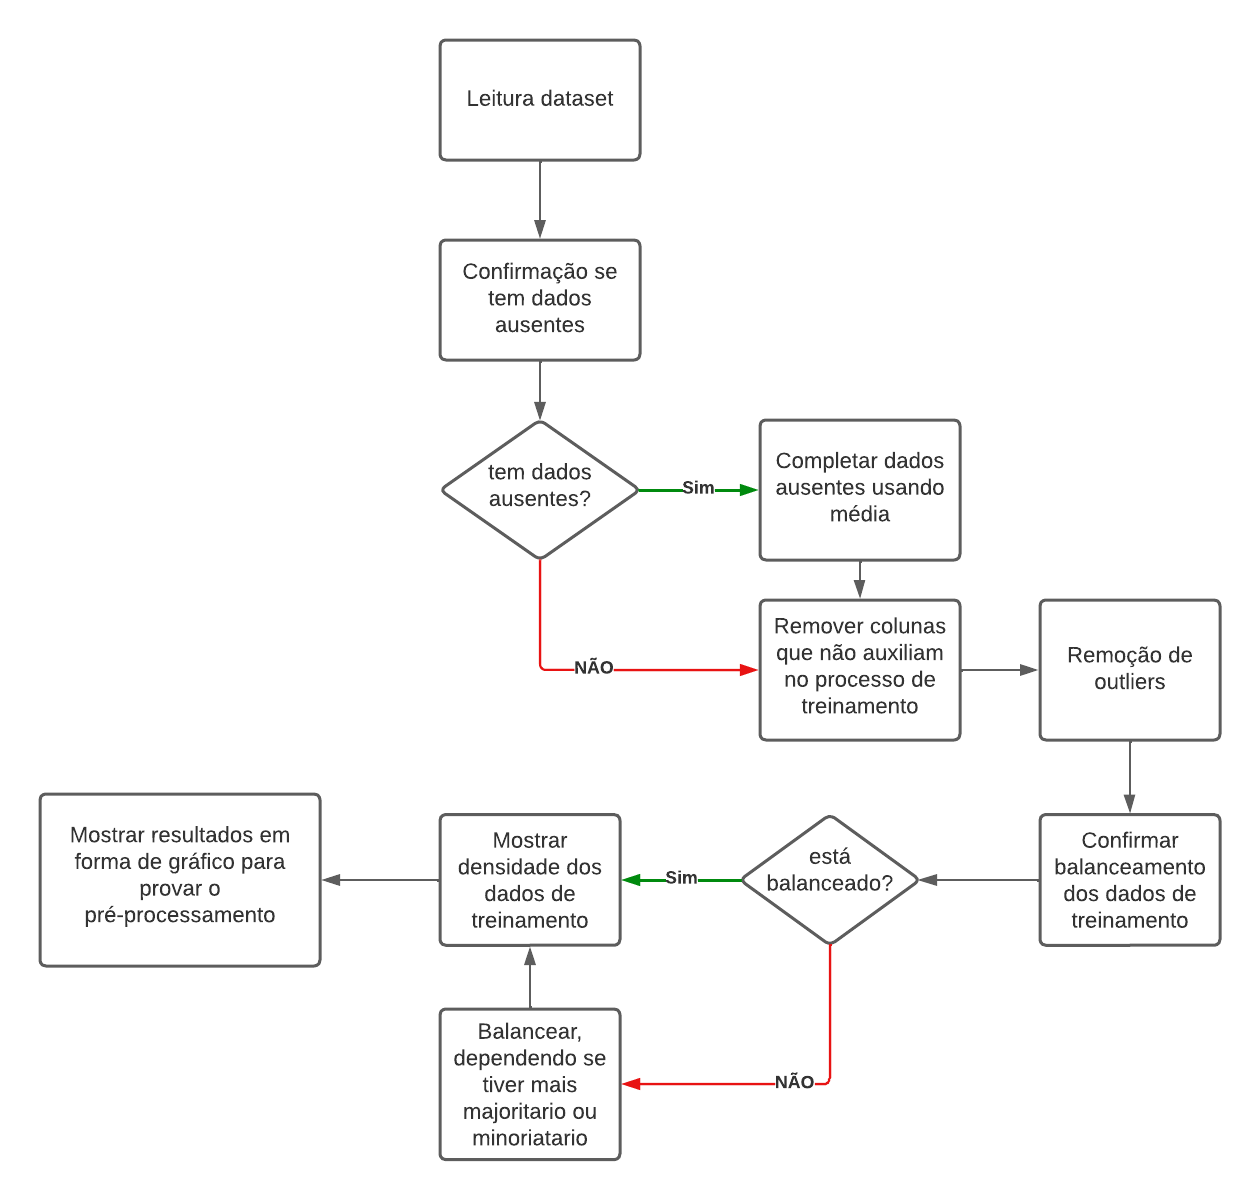 Leitura dataset
Confirmação se
tem dados
ausentes
tem dados
ausentes?
Sim
Completar dados
ausentes usando
média
NÃO
Remover colunas
que não auxiliam
no processo de
treinamento
Remoção de
outliers
Confirmar
balanceamento
dos dados de
treinamento
está
balanceado?
Sim
Mostrar
densidade dos
dados de
treinamento
Mostrar resultados em
forma de gráfico para
provar o
pré-processamento
NÃO
Balancear,
dependendo se
tiver mais
majoritario ou
minoriatario